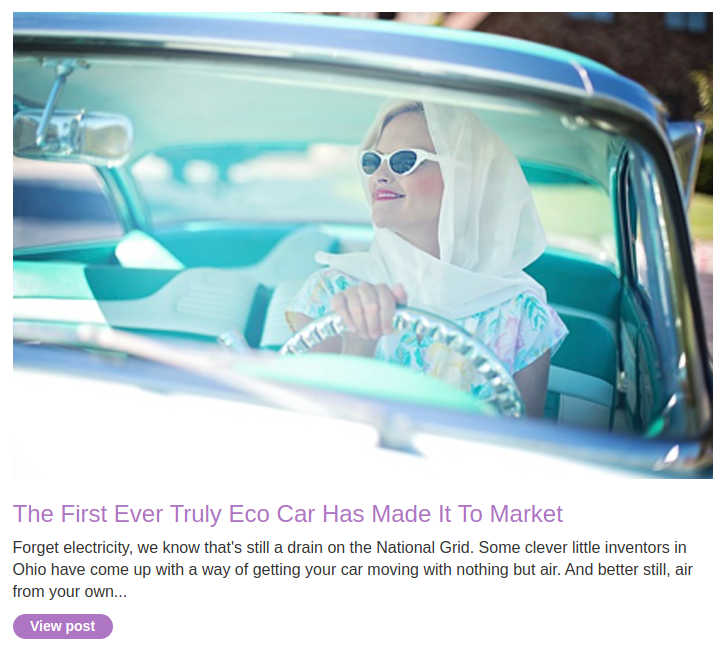 The First Ever Truly Eco Car Has Made It To Market
Forget electricity, we know that's still a drain on the National Grid. Some clever little inventors in
Ohio have come up with a way of getting your car moving with nothing but air. And better still, air
from your own...
View post